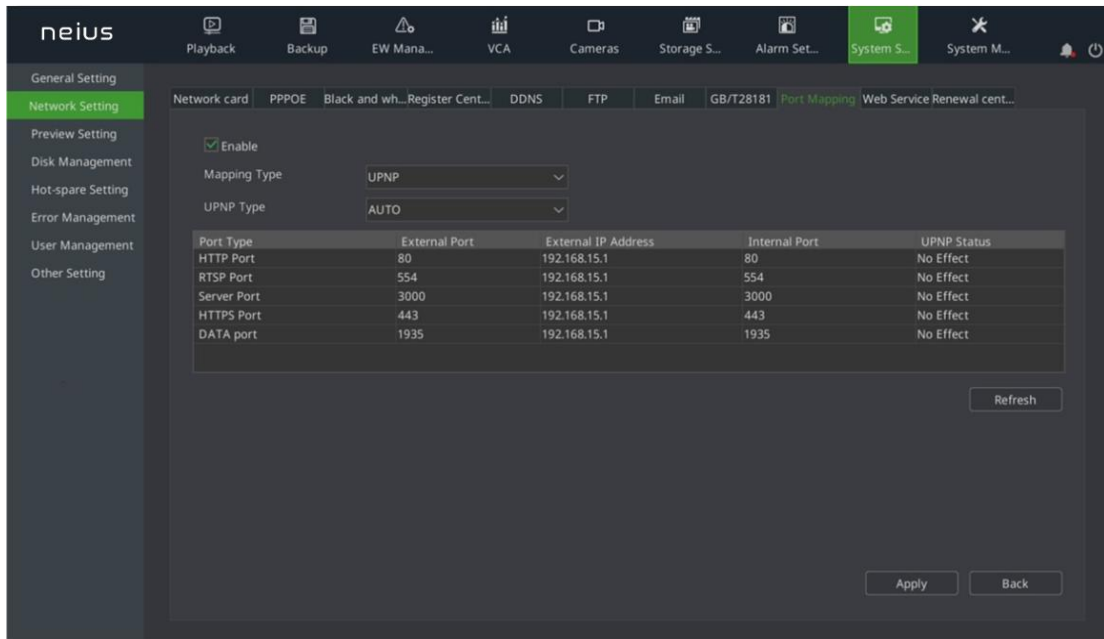 neius
Playback Backup EW Mana... VCA Cameras Storage S... Alarm Set... System S... System M...
General Setting
Network Setting
Preview Setting
Disk Management
Hot-spare Setting
Error Management
User Management
Other Setting
Network card PPPOE Black and wh... Register Cent... DDNS FTP Email GB/T28181 Port Mapping Web Service Renewal cent...
Enable
Mapping Type UPNP
UPNP Type AUTO
Port Type External Port External IP Address Internal Port UPNP Status
HTTP Port 80 192.168.15.1 80 No Effect
RTSP Port 554 192.168.15.1 554 No Effect
Server Port 3000 192.168.15.1 3000 No Effect
HTTPS Port 443 192.168.15.1 443 No Effect
DATA port 1935 192.168.15.1 1935 No Effect
Refresh
Apply Back